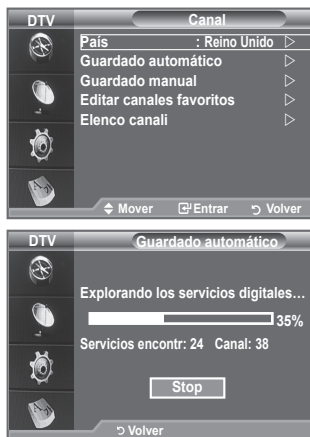 DTV
Canal
País : Reino Unido
Guardado automático
Guardado manual
Editar canales favoritos
Elenco canali
Mover Entrar Volver
DTV
Guardado automático
Explorando los servicios digitales…
35%
Servicios encontr: 24 Canal: 38
Stop
Volver